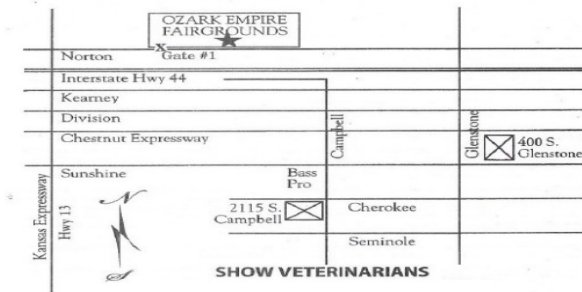 OZARK EMPIRE
FAIRGROUNDS
X
Gate #1
Norton
Interstate Hwy 44
Kearney
Division
Chestnut Expressway
Campbell
Glenstone
400 S.
Glenstone
Sunshine
Bass
Pro
Kansas Expressway
Hwy 13
N
S
2115 S.
Campbell
Cherokee
Seminole
SHOW VETERINARIANS